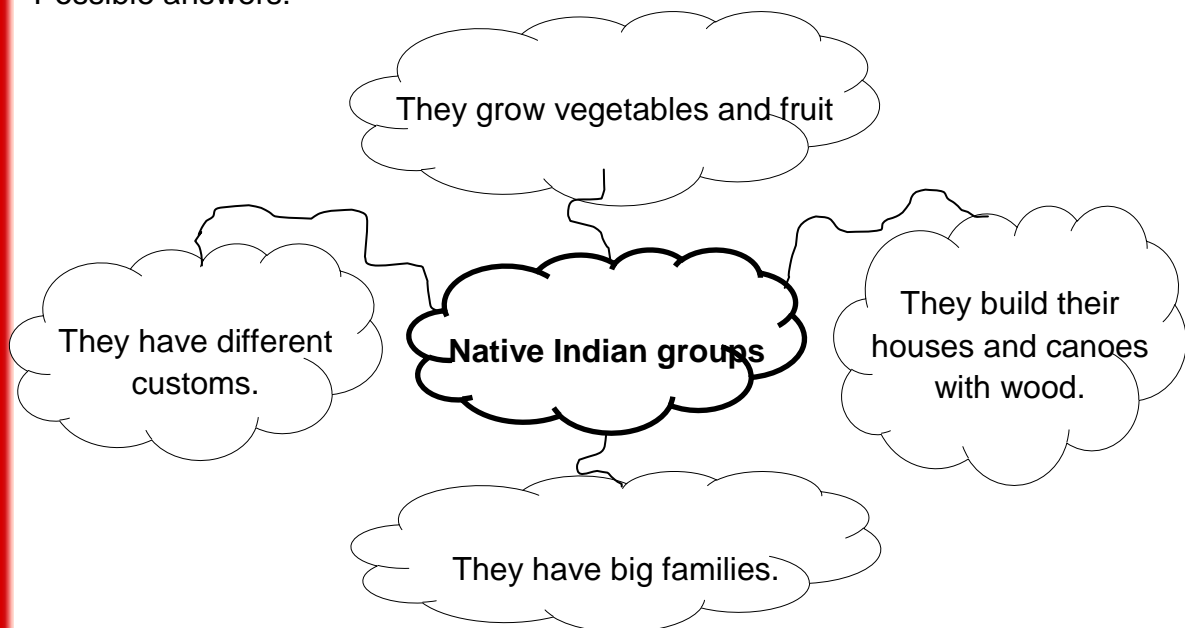 Possible answers:
They grow vegetables and fruit
They have different
customs.
Native Indian groups
They build their
houses and canoes
with wood.
They have big families.